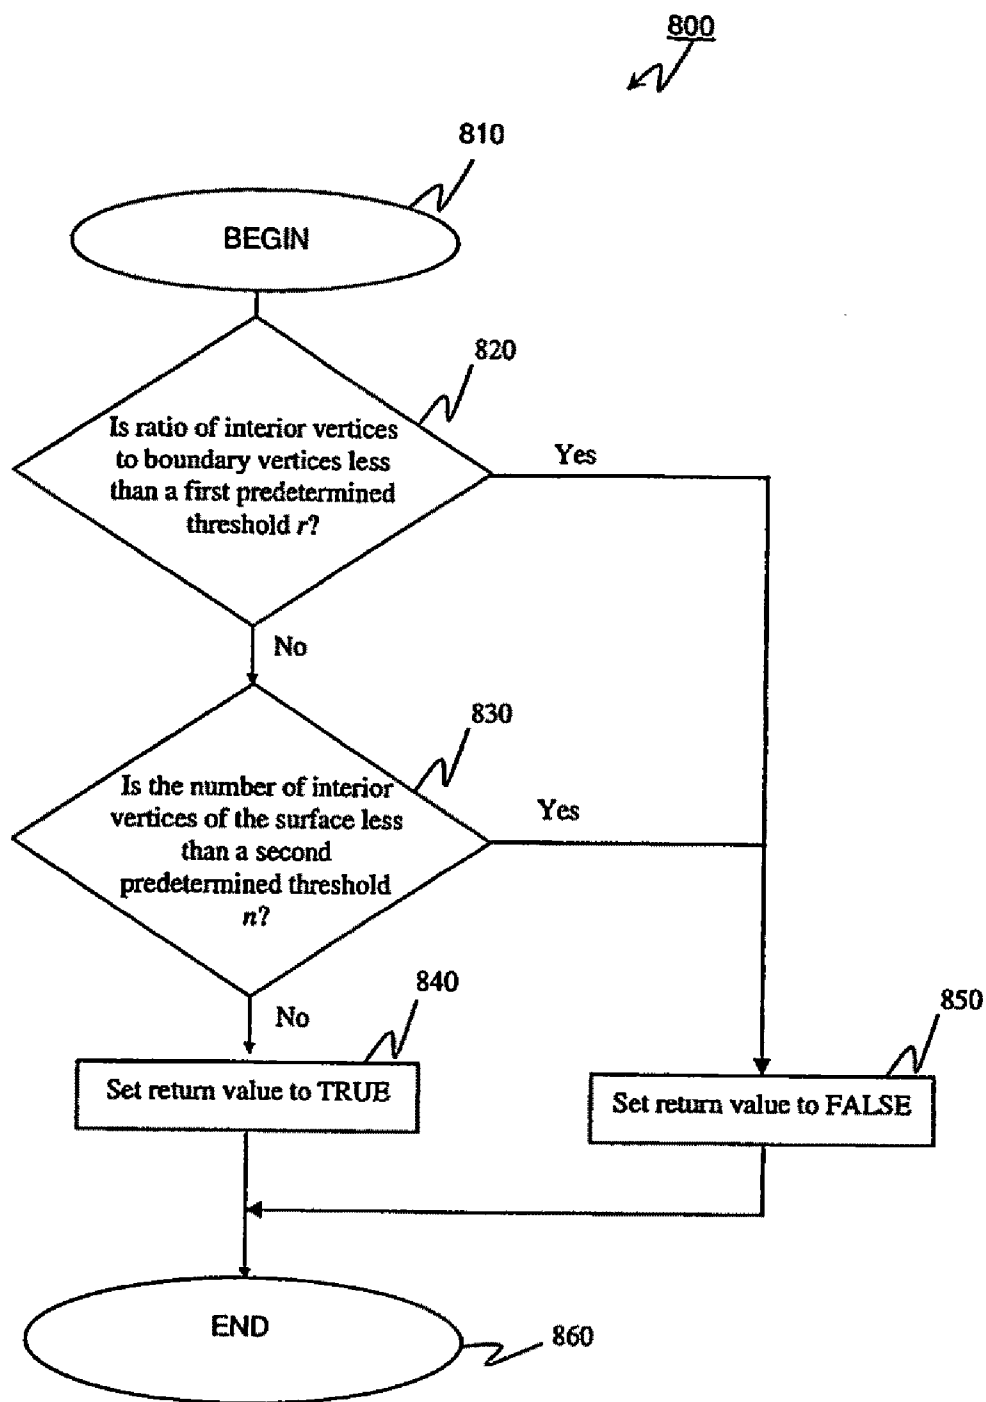 800
810
BEGIN
820
Is ratio of interior vertices
to boundary vertices less
than a first predetermined
threshold r?
Yes
No
830
Is the number of interior
vertices of the surface less
than a second
predetermined threshold
n?
Yes
No
840
Set return value to TRUE
850
Set return value to FALSE
END
860